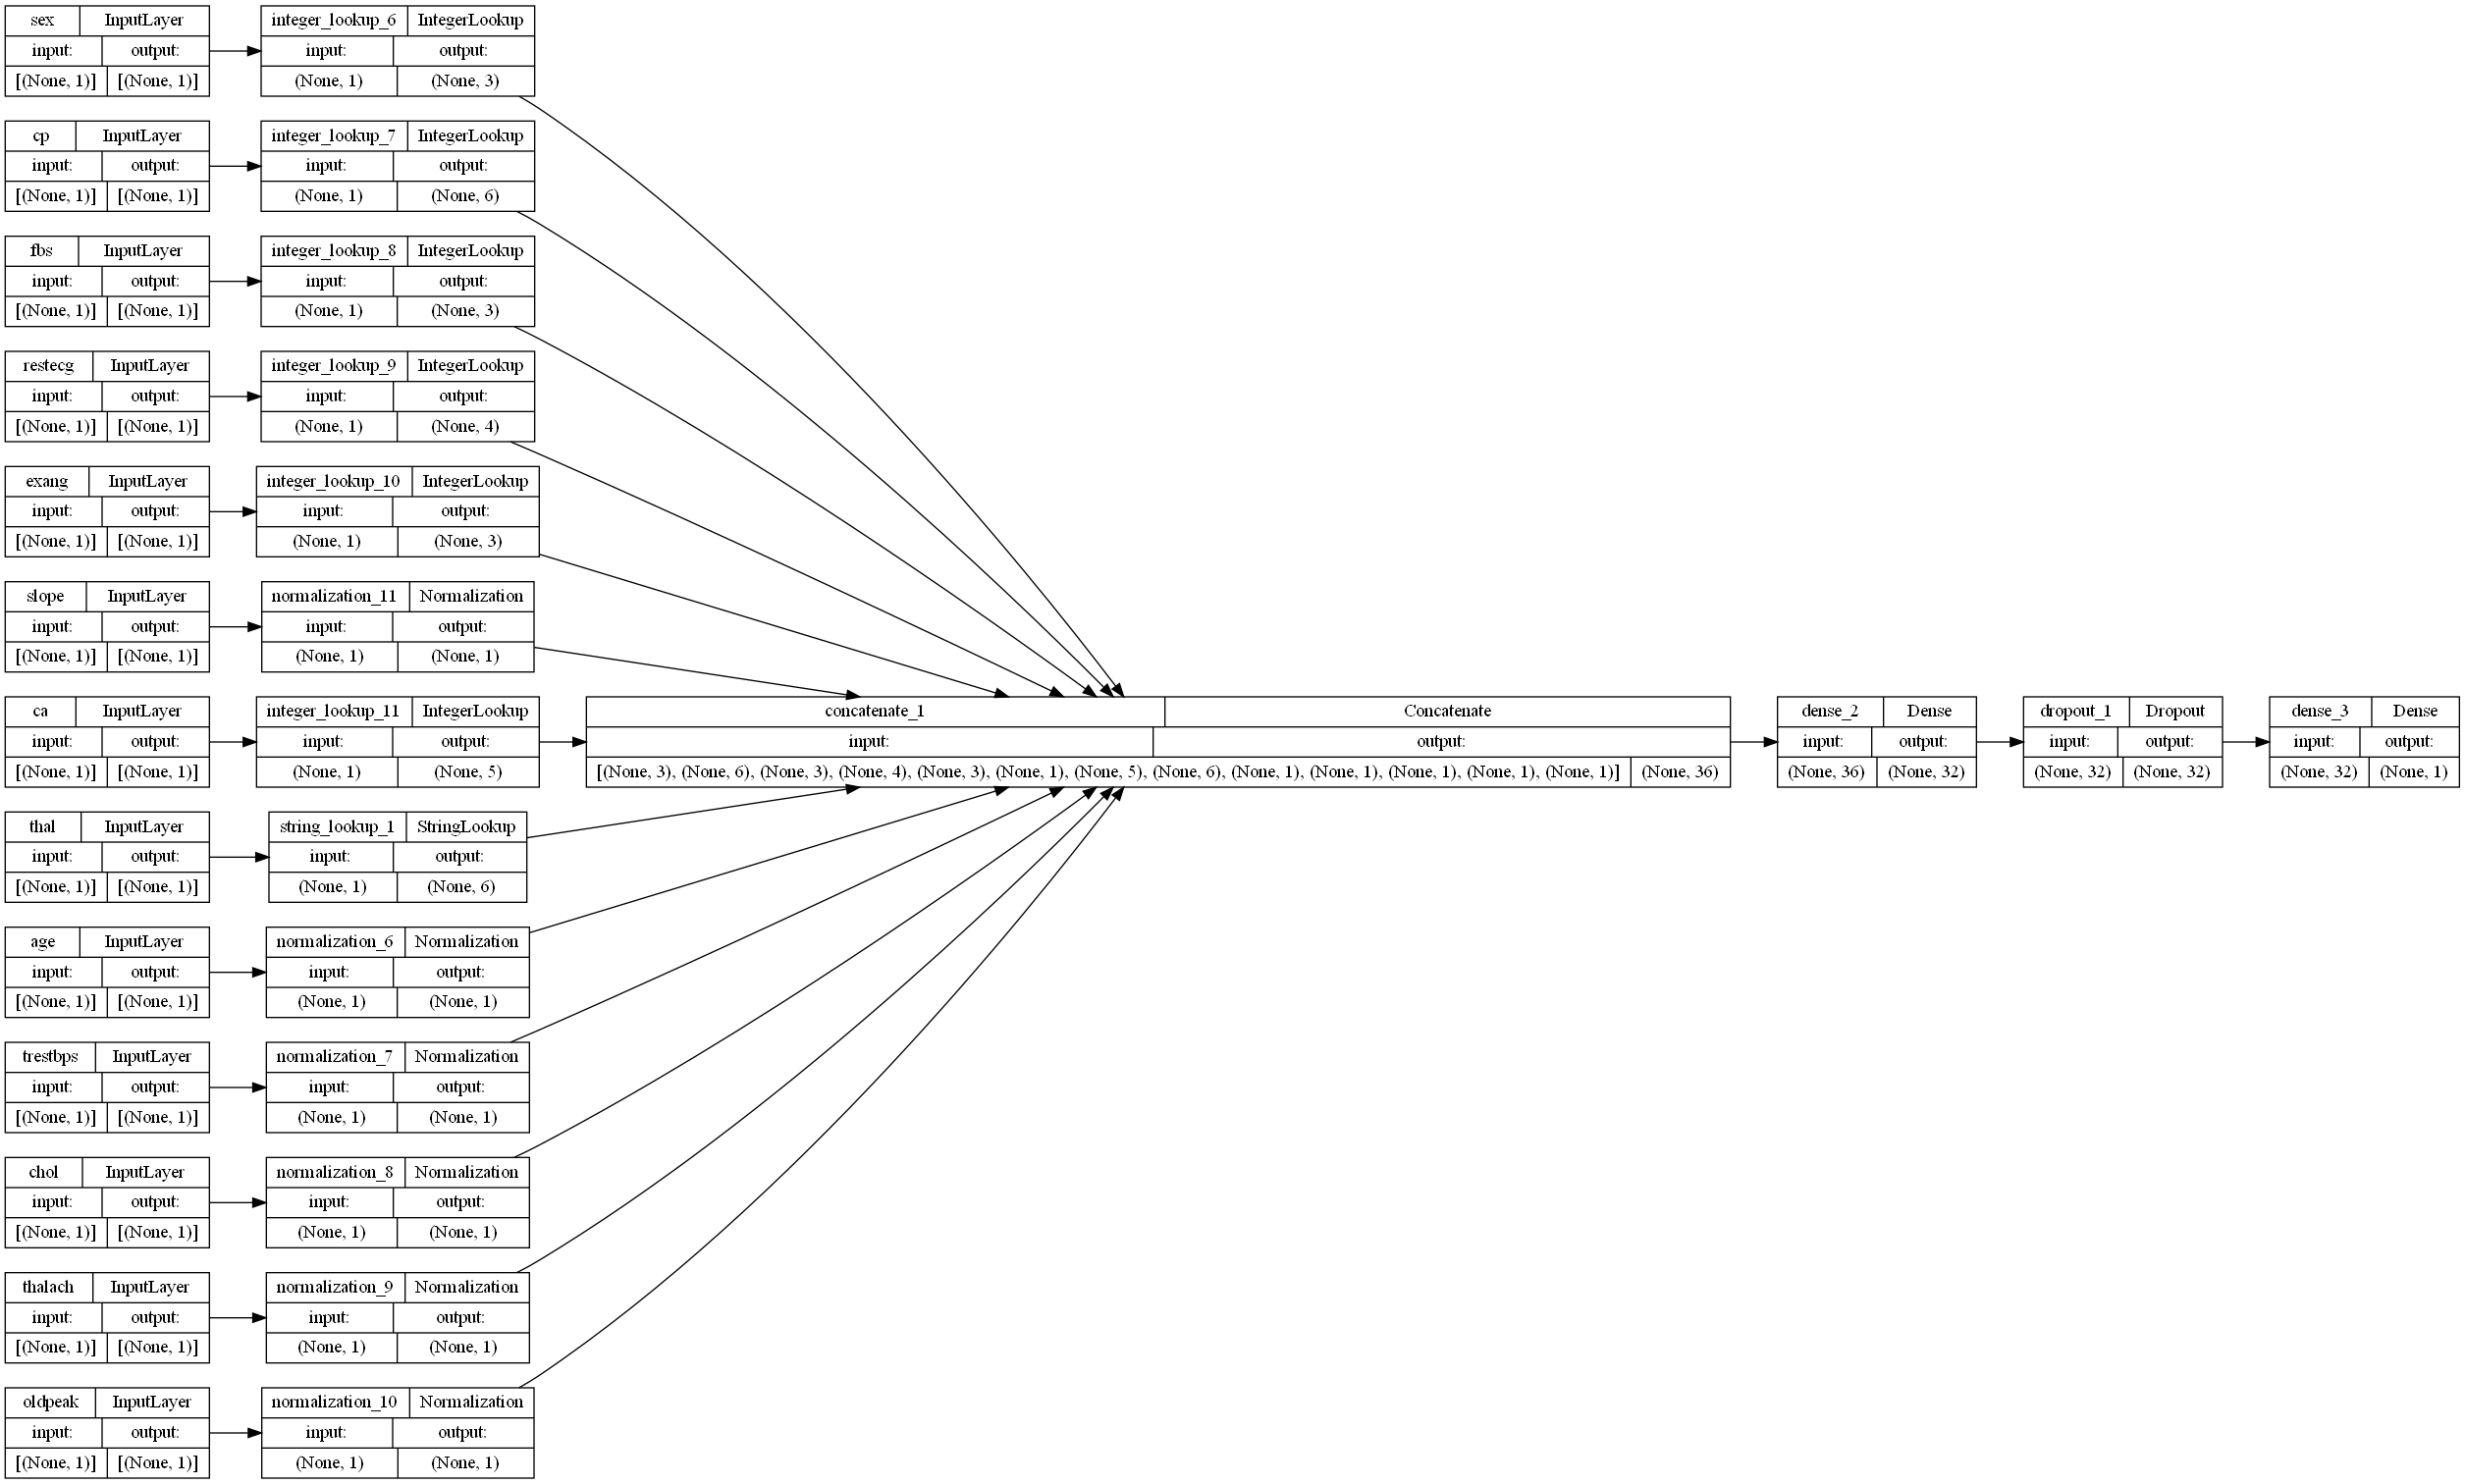 sex InputLayer
input: output:
[(None, 1)] [(None, 1)]
integer_lookup_6 IntegerLookup
input: output:
(None, 1) (None, 3)
cp InputLayer
input: output:
[(None, 1)] [(None, 1)]
integer_lookup_7 IntegerLookup
input: output:
(None, 1) (None, 6)
fbs InputLayer
input: output:
[(None, 1)] [(None, 1)]
integer_lookup_8 IntegerLookup
input: output:
(None, 1) (None, 3)
restecg InputLayer
input: output:
[(None, 1)] [(None, 1)]
integer_lookup_9 IntegerLookup
input: output:
(None, 1) (None, 4)
exang InputLayer
input: output:
[(None, 1)] [(None, 1)]
integer_lookup_10 IntegerLookup
input: output:
(None, 1) (None, 3)
slope InputLayer
input: output:
[(None, 1)] [(None, 1)]
normalization_11 Normalization
input: output:
(None, 1) (None, 1)
ca InputLayer
input: output:
[(None, 1)] [(None, 1)]
integer_lookup_11 IntegerLookup
input: output:
(None, 1) (None, 5)
concatenate_1 Concatenate
input: output:
[(None, 3), (None, 6), (None, 3), (None, 4), (None, 3), (None, 1), (None, 5), (None, 6), (None, 1), (None, 1), (None, 1), (None, 1), (None, 1)] (None, 36)
dense_2 Dense
input: output:
(None, 36) (None, 32)
dropout_1 Dropout
input: output:
(None, 32) (None, 32)
dense_3 Dense
input: output:
(None, 32) (None, 1)
thal InputLayer
input: output:
[(None, 1)] [(None, 1)]
string_lookup_1 StringLookup
input: output:
(None, 1) (None, 6)
age InputLayer
input: output:
[(None, 1)] [(None, 1)]
normalization_6 Normalization
input: output:
(None, 1) (None, 1)
trestbps InputLayer
input: output:
[(None, 1)] [(None, 1)]
normalization_7 Normalization
input: output:
(None, 1) (None, 1)
chol InputLayer
input: output:
[(None, 1)] [(None, 1)]
normalization_8 Normalization
input: output:
(None, 1) (None, 1)
thalach InputLayer
input: output:
[(None, 1)] [(None, 1)]
normalization_9 Normalization
input: output:
(None, 1) (None, 1)
oldpeak InputLayer
input: output:
[(None, 1)] [(None, 1)]
normalization_10 Normalization
input: output:
(None, 1) (None, 1)